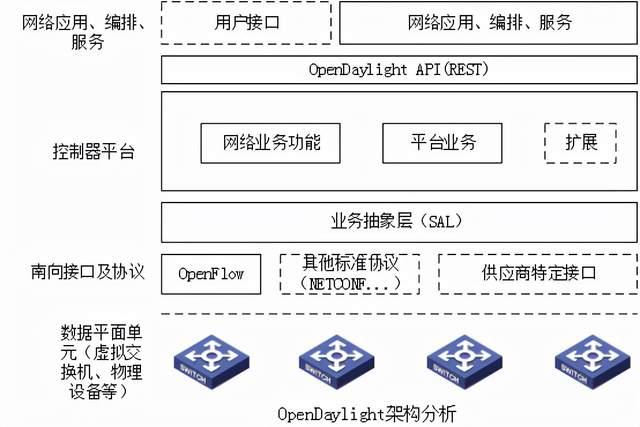 网络应用、编排、
服务
用户接口
网络应用、编排、服务
OpenDaylight API(REST)
控制器平台
网络业务功能
平台业务
扩展
业务抽象层（SAL）
南向接口及协议
OpenFlow
其他标准协议
（NETCONF...）
供应商特定接口
数据平面单
元（虚拟交
换机、物理
设备等）
SWITCH
SWITCH
SWITCH
SWITCH
OpenDaylight架构分析